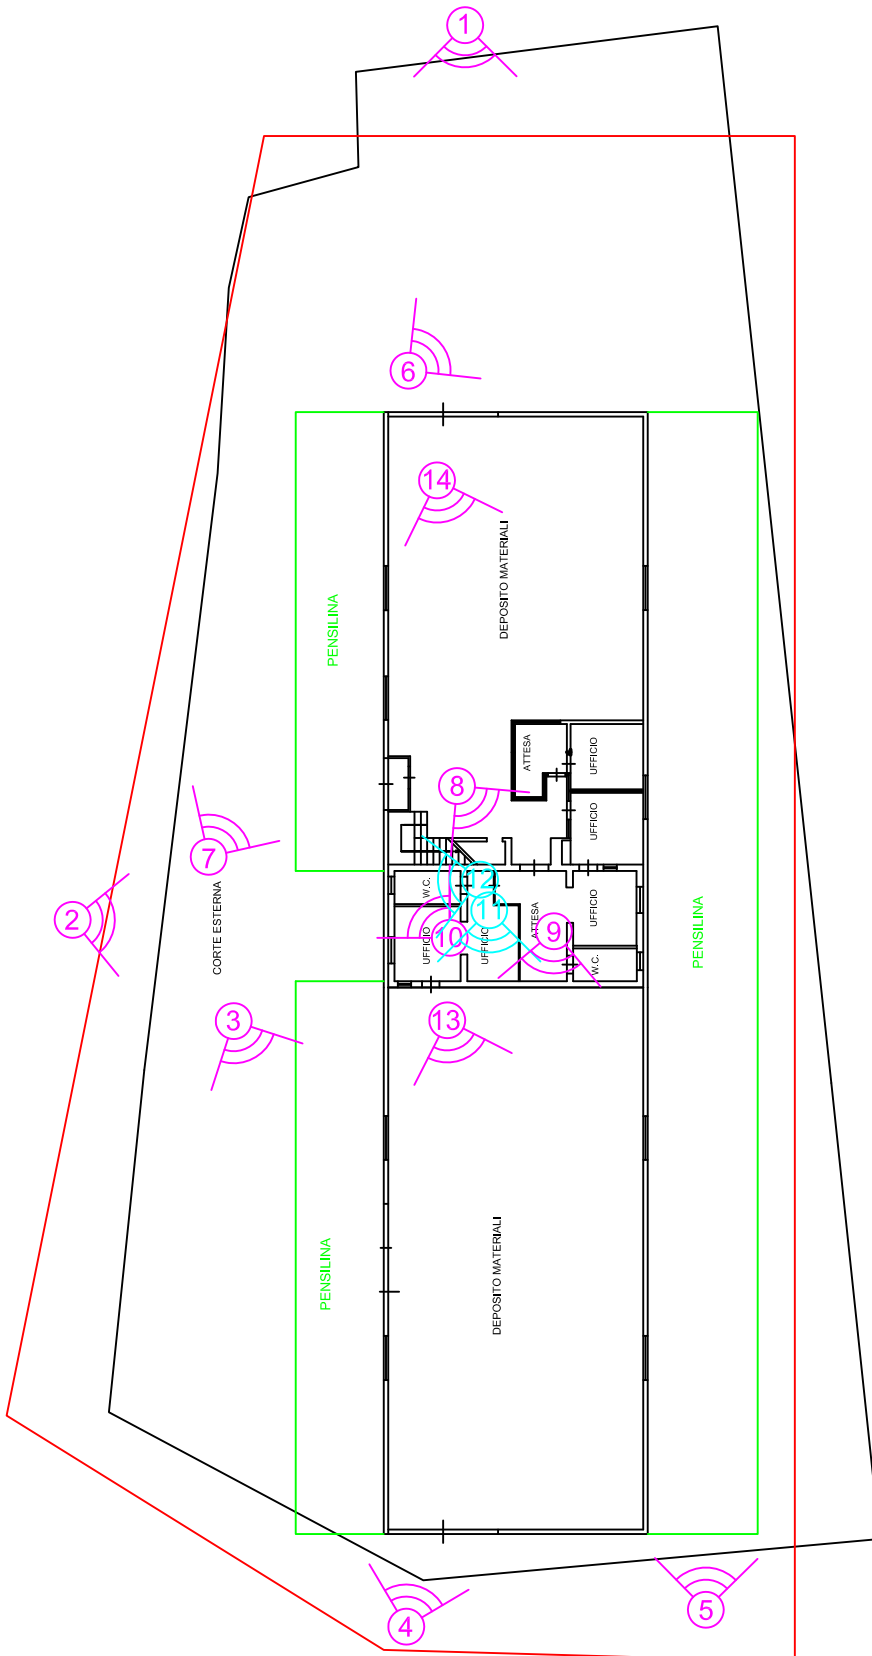 1
6
14
DEPOSITO MATERIALI
PENSILINA
ATTESA
UFFICIO
8
UFFICIO
7
2
CORTE ESTERNA
W.C.
12
11
ATTESA
UFFICIO
PENSILINA
UFFICIO
10
UFFICIO
9
W.C.
3
13
PENSILINA
DEPOSITO MATERIALI
4
5